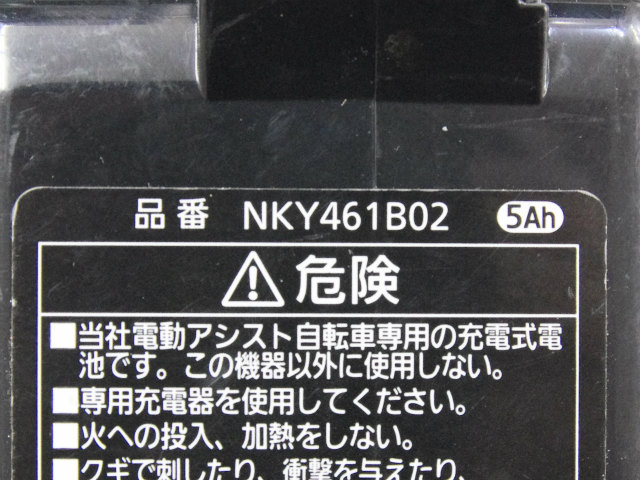 品番 NKY461B02 5Ah
危険
■当社電動アシスト自転車専用の充電式電
池です。この機器以外に使用しない。
■専用充電器を使用してください。
■火への投入、加熱をしない。
■クギで刺したり、衝撃を与えたり、